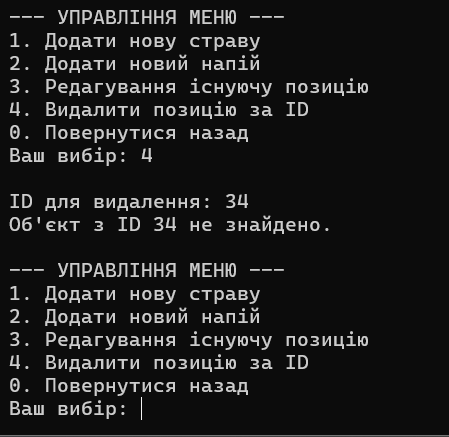 --- УПРАВЛІННЯ МЕНЮ ---
1. Додати нову страву
2. Додати новий напій
3. Редагування існуючу позицію
4. Видалити позицію за ID
0. Повернутися назад
Ваш вибір: 4
ID для видалення: 34
Об'єкт з ID 34 не знайдено.
--- УПРАВЛІННЯ МЕНЮ ---
1. Додати нову страву
2. Додати новий напій
3. Редагування існуючу позицію
4. Видалити позицію за ID
0. Повернутися назад
Ваш вибір: